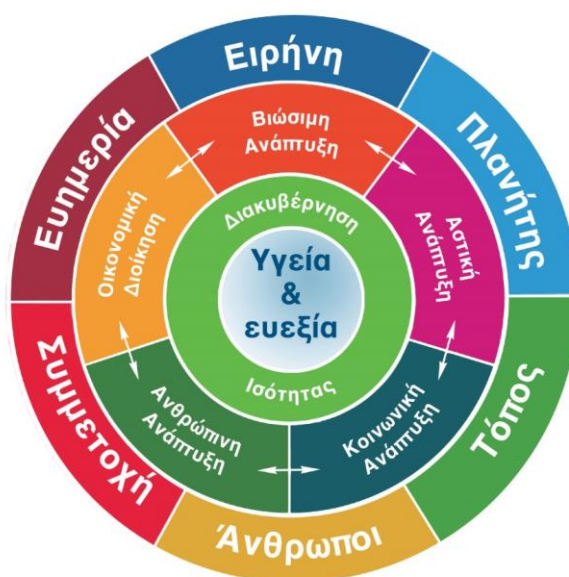 Ειρήνη
Πλανήτης
Τόπος
Άνθρωποι
Συμμετοχή
Ευημερία
Βιώσιμη
Ανάπτυξη
Αστική
Ανάπτυξη
Κοινωνική
Ανάπτυξη
Ανθρώπινη
Ανάπτυξη
Οικονομική
Διοίκηση
Διακυβέρνηση
Ισότητας
Υγεία
&
ευεξία